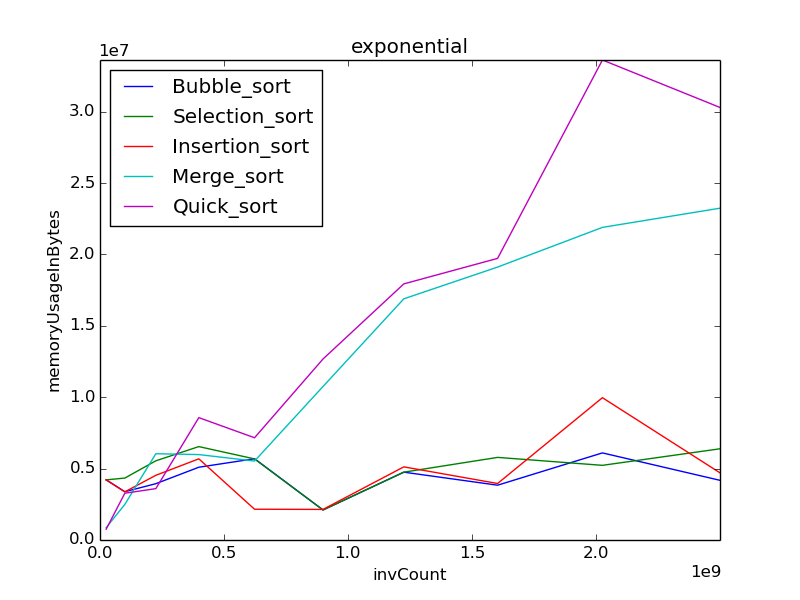 exponential
1e7
Bubble_sort
Selection_sort
Insertion_sort
Merge_sort
Quick_sort
3.0
2.5
2.0
1.5
1.0
0.5
0.0
memoryUsageInBytes
0.0 0.5 1.0 1.5 2.0
invCount
1e9